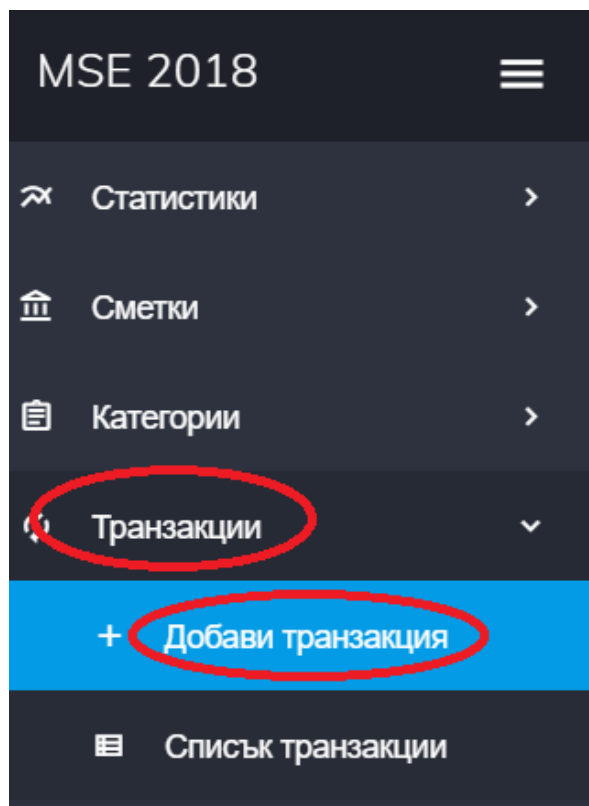 MSE 2018
Статистики
Сметки
Категории
Транзакции
Добави транзакция
Списък транзакции